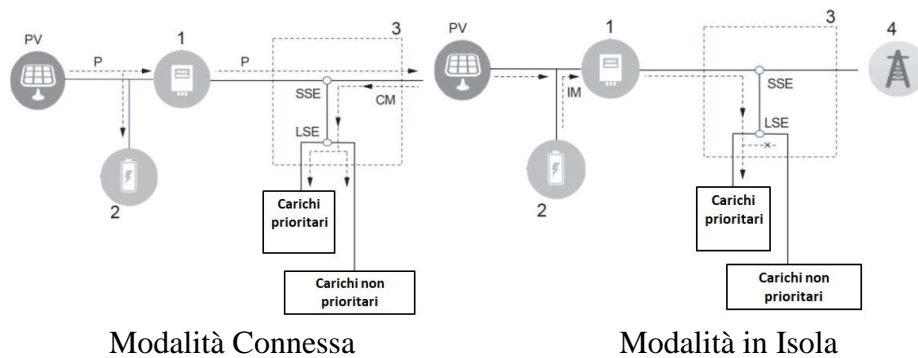 PV
1
3
P
P
SSE
CM
LSE
2
Carichi
prioritari
Carichi non
prioritari
Modalità Connessa
PV
1
3
4
IM
SSE
LSE
×
2
Carichi
prioritari
Carichi non
prioritari
Modalità in Isola